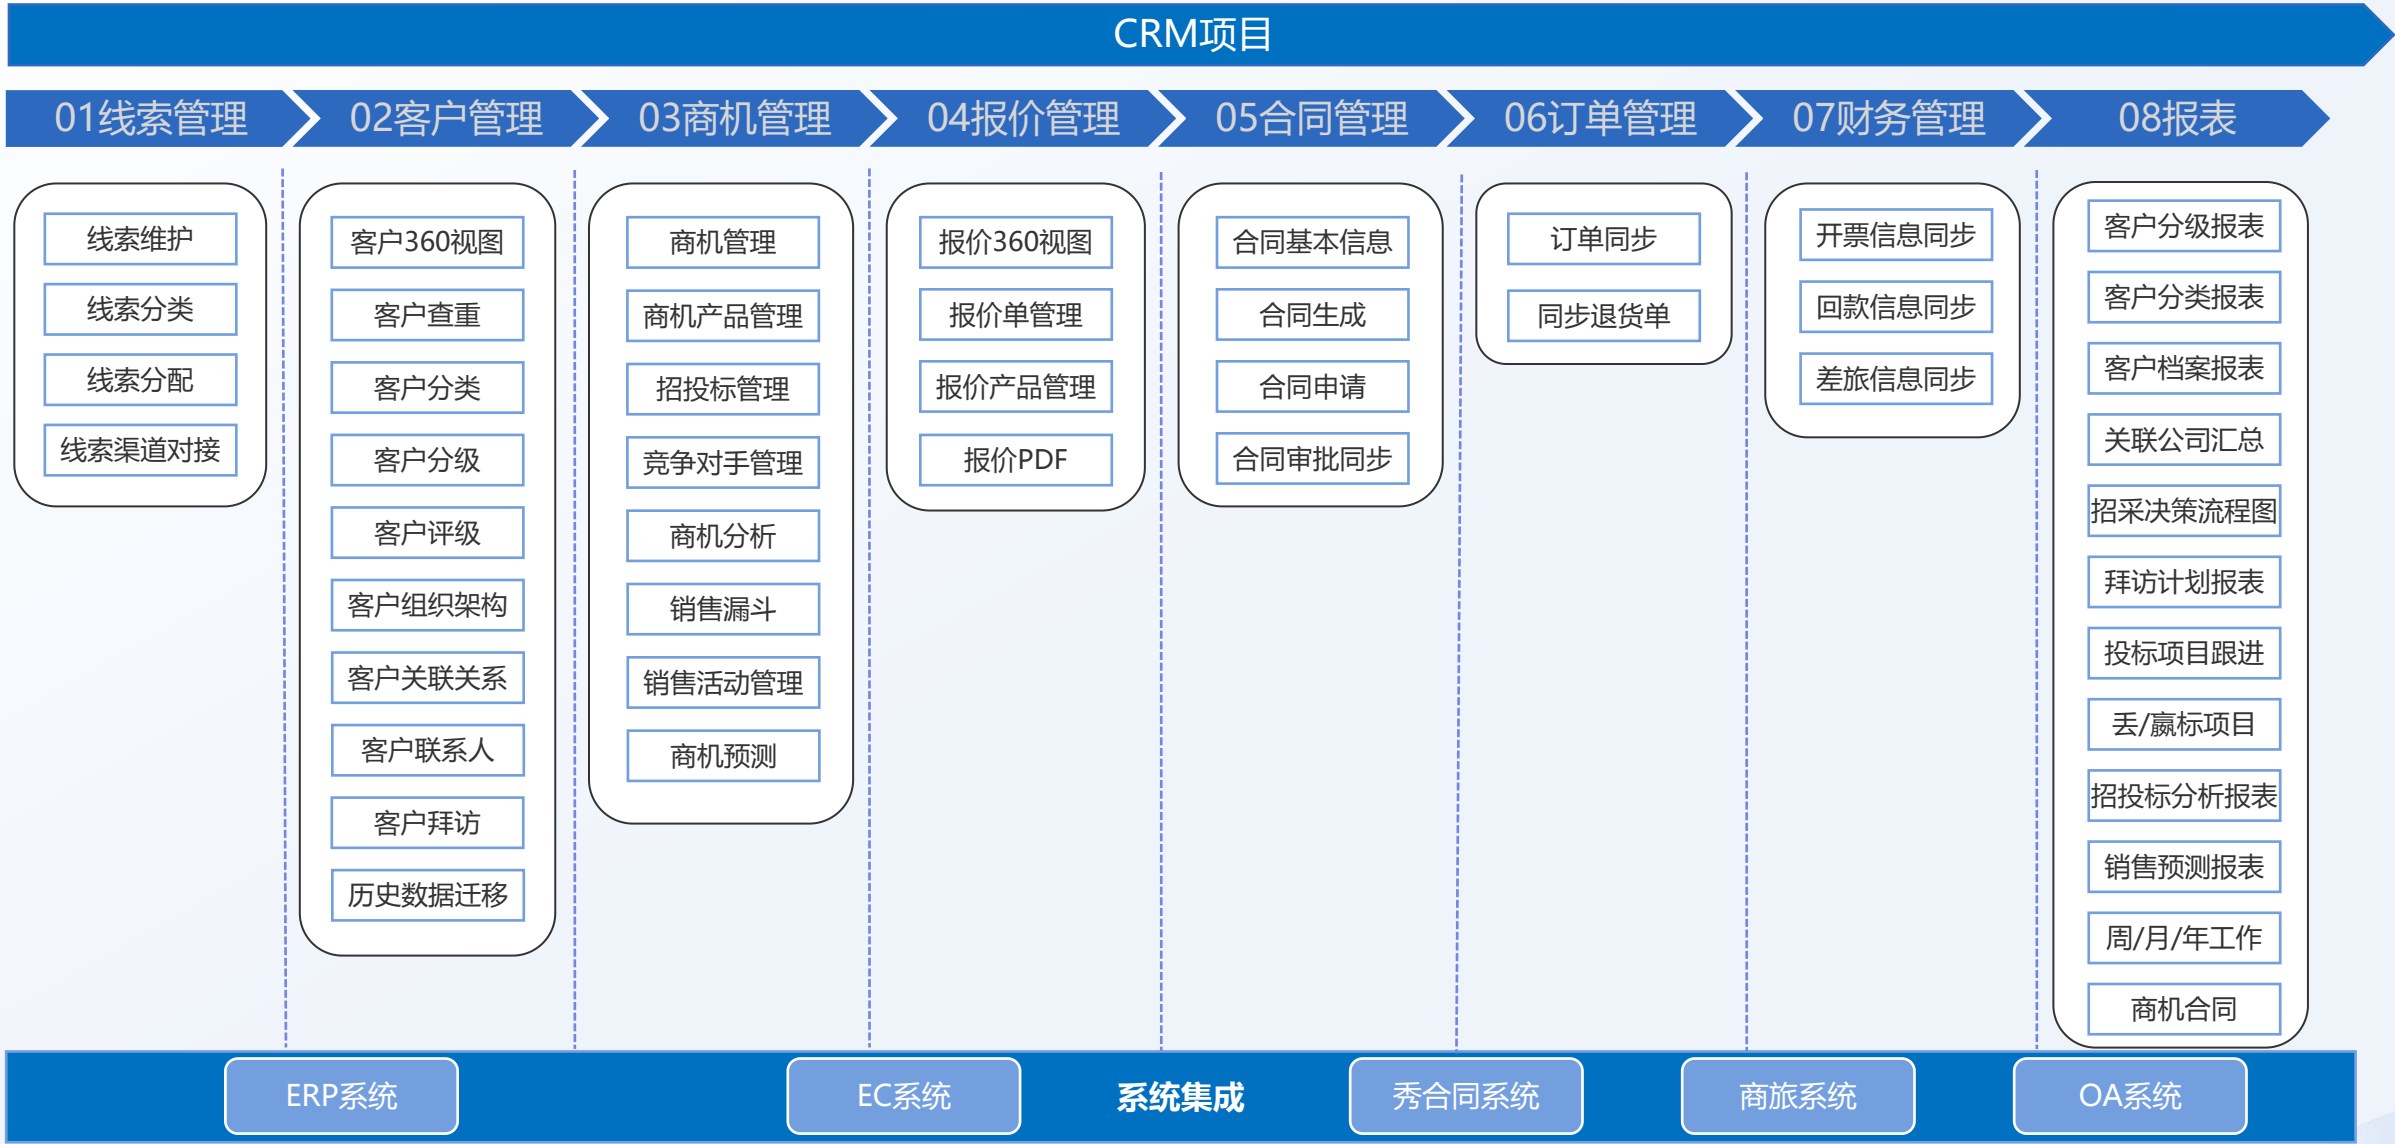 CRM项目
01线索管理
02客户管理
03商机管理
04报价管理
05合同管理
06订单管理
07财务管理
08报表
线索维护
线索分类
线索分配
线索渠道对接
客户360视图
客户查重
客户分类
客户分级
客户评级
客户组织架构
客户关联关系
客户联系人
客户拜访
历史数据迁移
商机管理
商机产品管理
招投标管理
竞争对手管理
商机分析
销售漏斗
销售活动管理
商机预测
报价360视图
报价单管理
报价产品管理
报价PDF
合同基本信息
合同生成
合同申请
合同审批同步
订单同步
同步退货单
开票信息同步
回款信息同步
差旅信息同步
客户分级报表
客户分类报表
客户档案报表
关联公司汇总
招采决策流程图
拜访计划报表
投标项目跟进
丢/嬴标项目
招投标分析报表
销售预测报表
周/月/年工作
商机合同
ERP系统
EC系统
系统集成
秀合同系统
商旅系统
OA系统